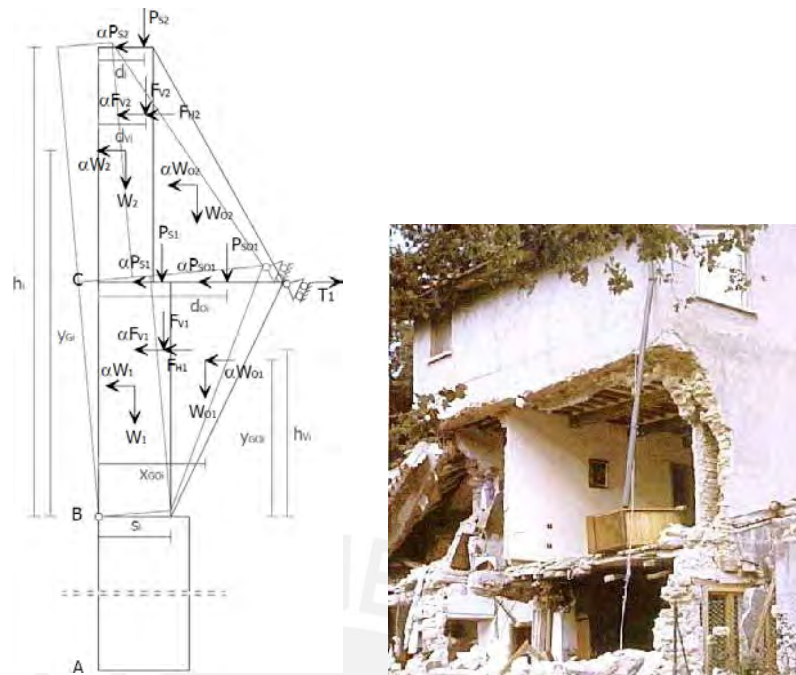 PS2
αPS2
di
FV2
αFV2
FH2
dVi
αW2
αWO2
W2
WO2
PS1
PSO1
C
αPS1
αPSO1
T1
hi
dOi
yGi
FV1
αFV1
FH1
αWO1
αW1
WO1
W1
yGOi
hVi
xGOi
B
si
A